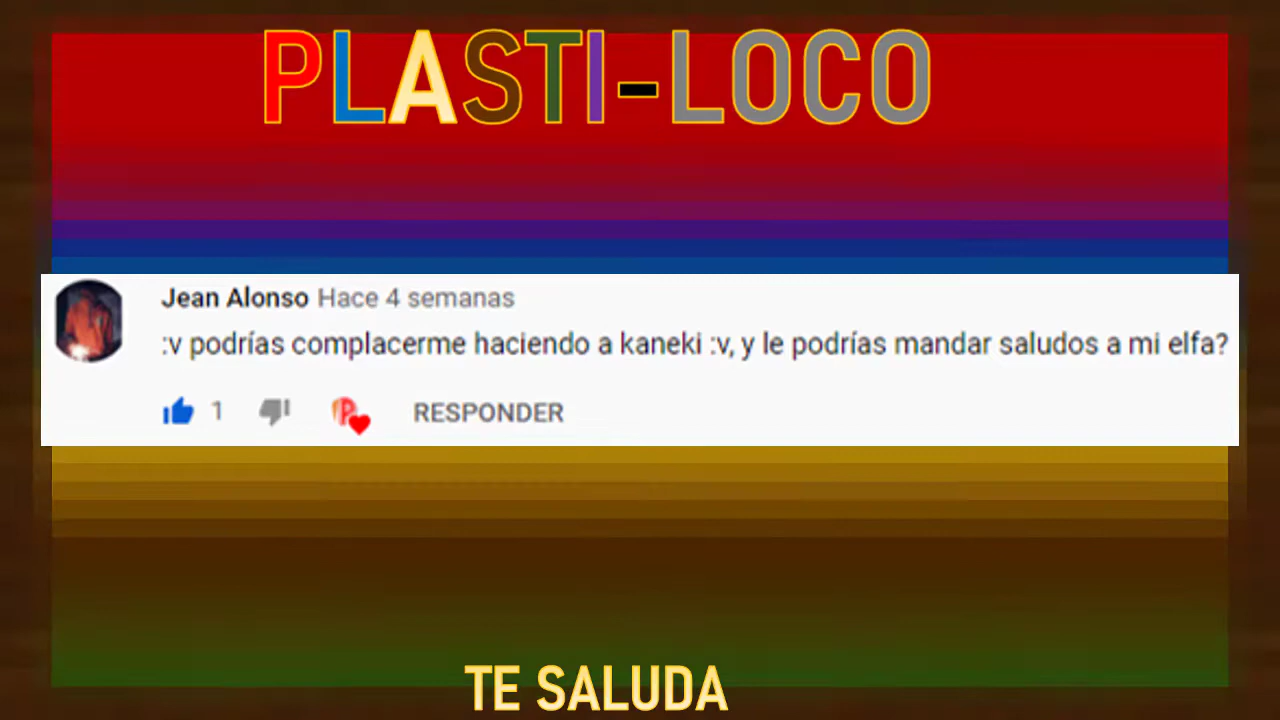 PLASTI-LOCO
Jean Alonso Hace 4 semanas
:v podrías complacerme haciendo a kaneki :v, y le podrías mandar saludos a mi elfa?
1 P RESPONDER
TE SALUDA